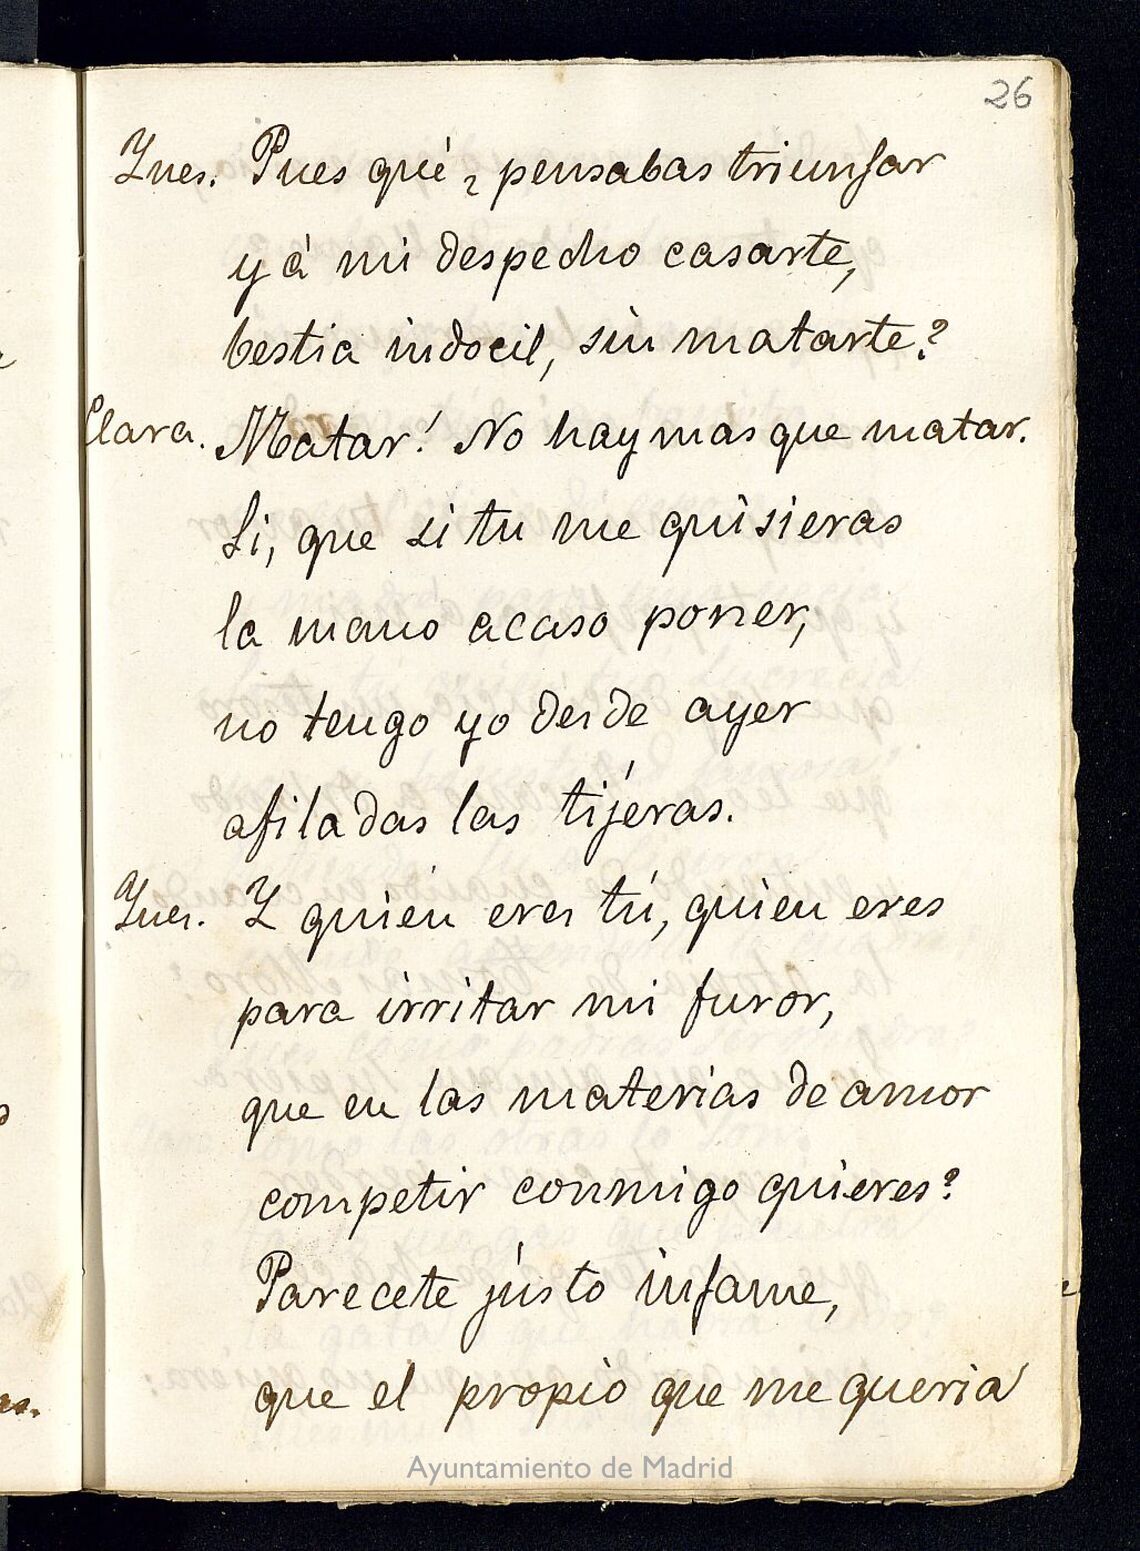 26
Ynes. Pues qué ¿ pensabas triunfar
y á mi despecho casarte,
bestia indocil, sin matarte?
Clara. Matar! No hay mas que matar.
Si, que si tu me quisieras
la mano acaso poner,
no tengo yo desde ayer
afiladas las tijeras.
Ynes. Y quien eres tú, quien eres
para irritar mi furor,
que en las materias de amor
competir conmigo quieres?
Parecete justo infame,
que el propio que me queria
Ayuntamiento de Madrid